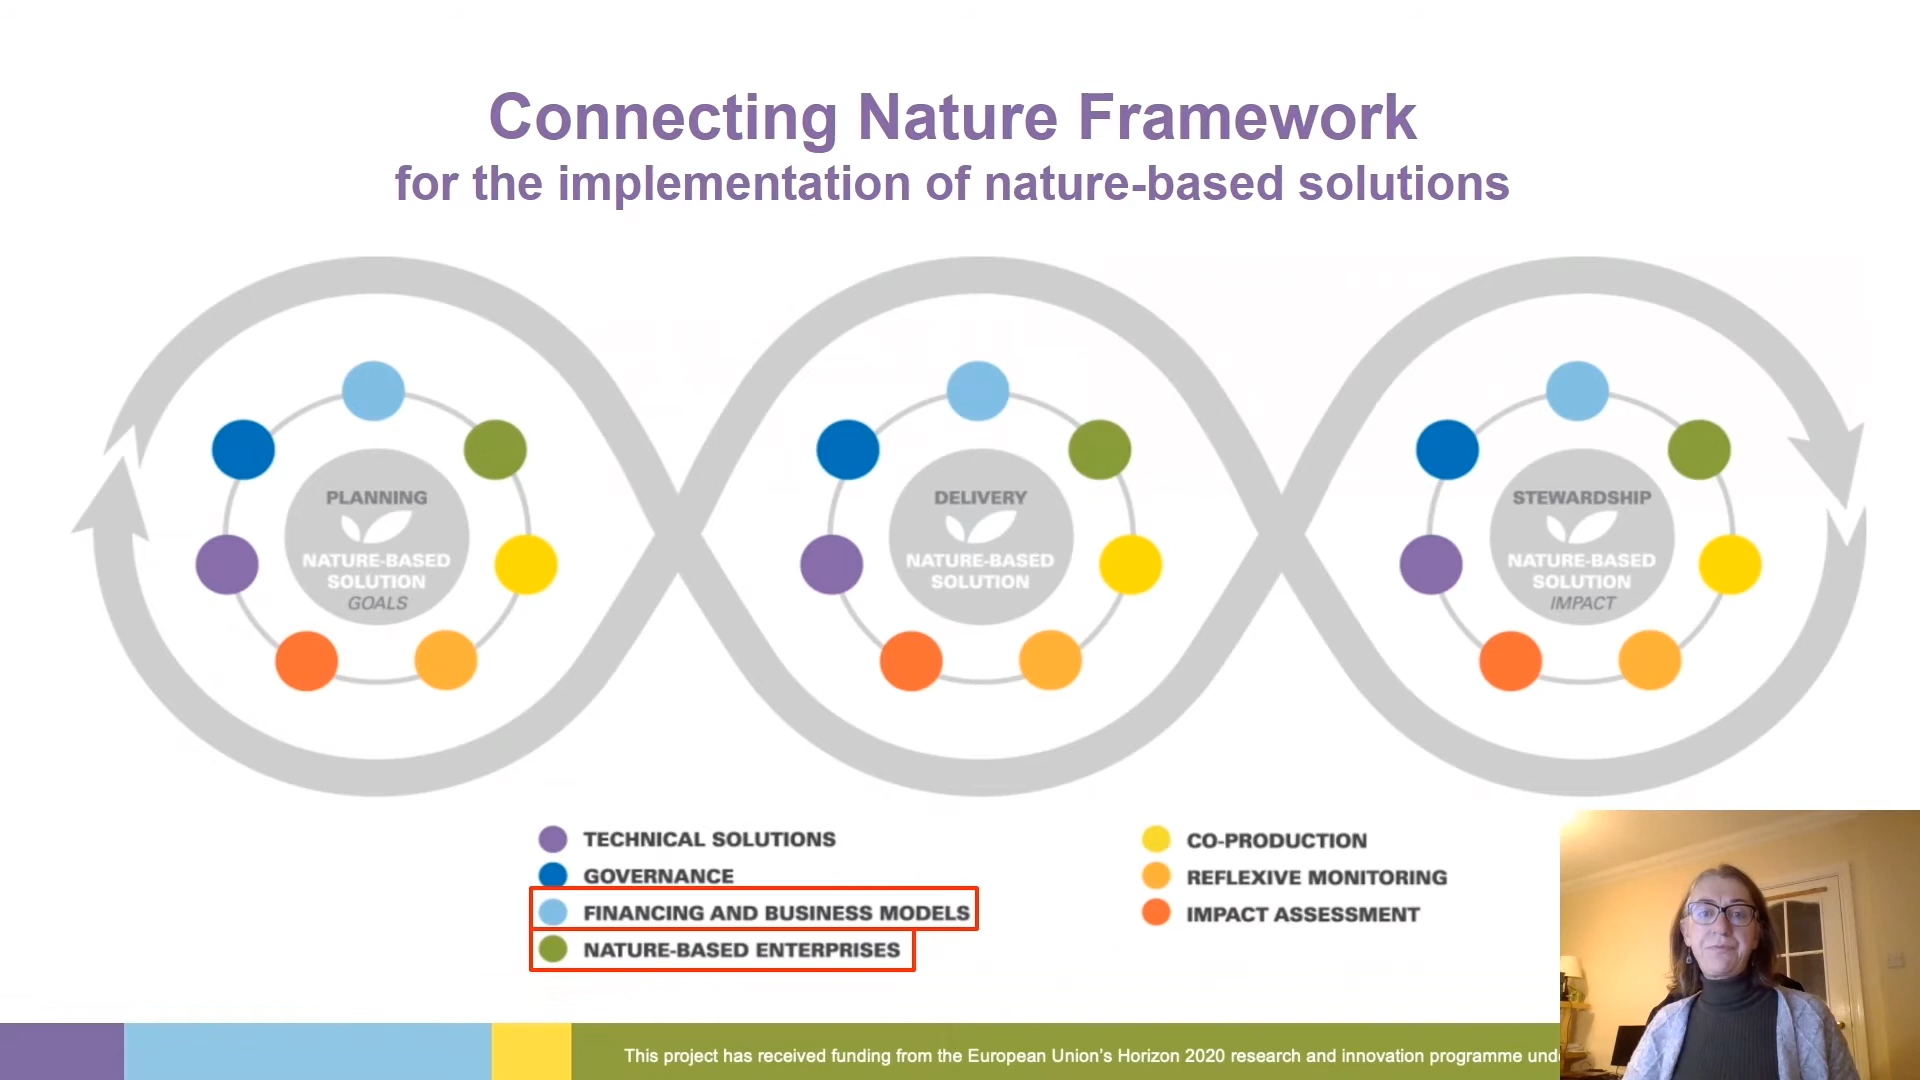 Connecting Nature Framework
for the implementation of nature-based solutions
PLANNING
NATURE-BASED
SOLUTION
GOALS
DELIVERY
NATURE-BASED
SOLUTION
STEWARDSHIP
NATURE-BASED
SOLUTION
IMPACT
TECHNICAL SOLUTIONS
GOVERNANCE
FINANCING AND BUSINESS MODELS
NATURE-BASED ENTERPRISES
CO-PRODUCTION
REFLEXIVE MONITORING
IMPACT ASSESSMENT
This project has received funding from the European Union's Horizon 2020 research and innovation programme